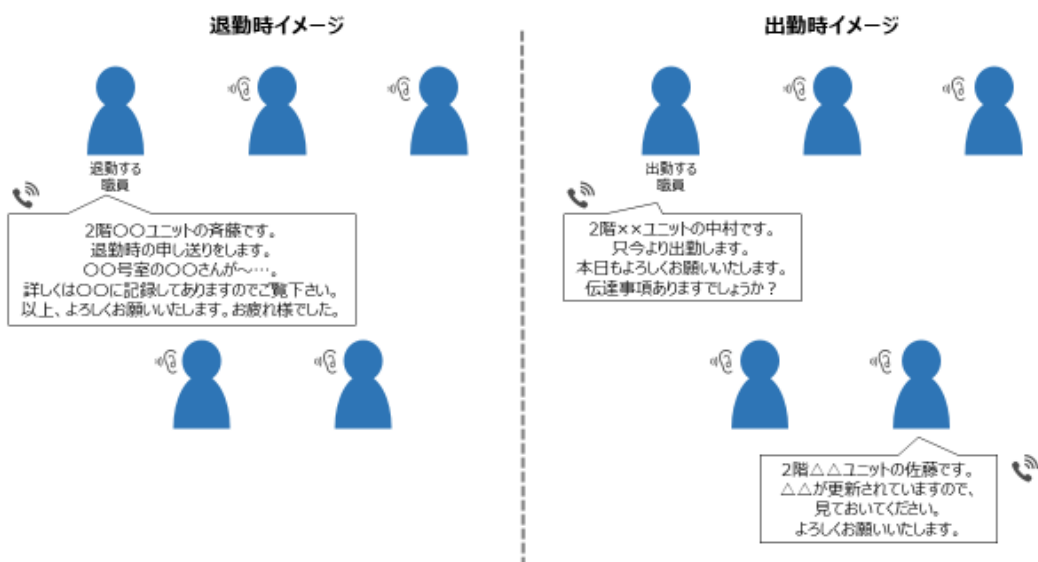 退勤時イメージ
退勤する
職員
2階〇〇ユニットの斉藤です。
退勤時の申し送りをします。
〇〇号室の〇〇さんが～…。
詳しくは〇〇に記録してありますのでご覧下さい。
以上、よろしくお願いいたします。お疲れ様でした。
出勤時イメージ
出勤する
職員
2階××ユニットの中村です。
只今より出勤します。
本日もよろしくお願いいたします。
伝達事項ありますでしょうか？
2階△△ユニットの佐藤です。
△△が更新されていますので、
見ておいてください。
よろしくお願いいたします。